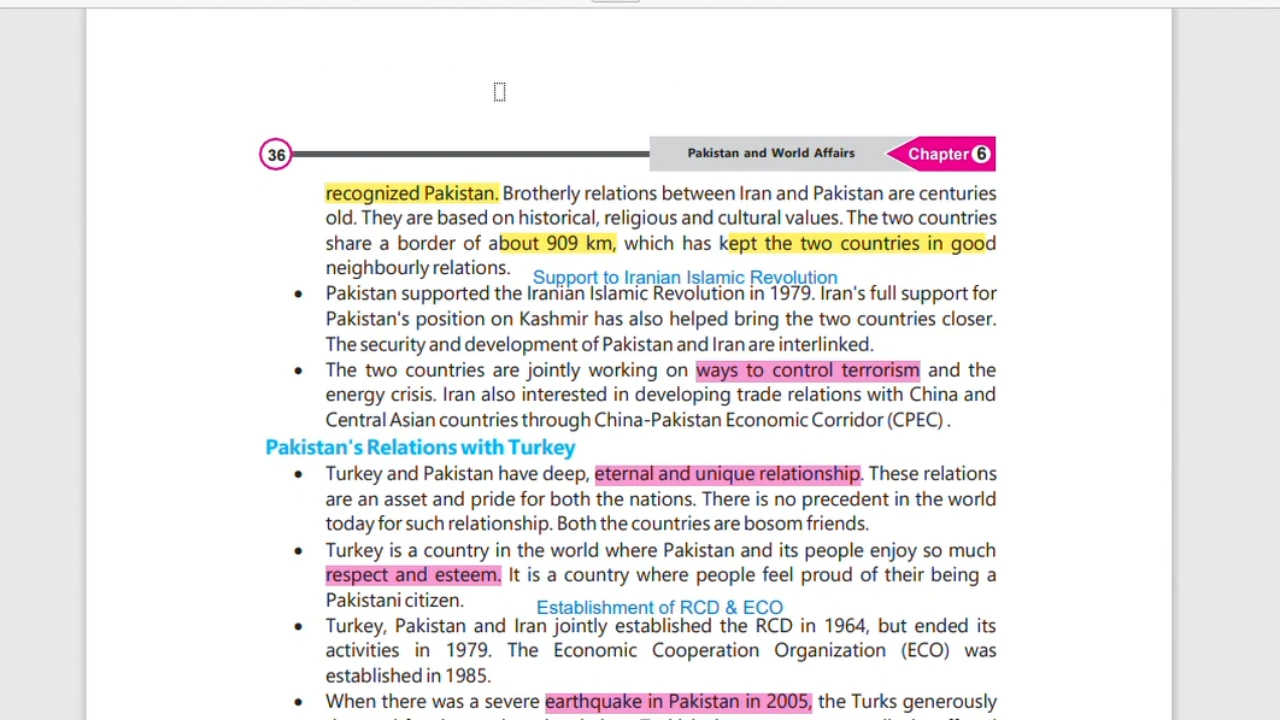 36 Pakistan and World Affairs Chapter 6
recognized Pakistan. Brotherly relations between Iran and Pakistan are centuries
old. They are based on historical, religious and cultural values. The two countries
share a border of about 909 km, which has kept the two countries in good
neighbourly relations.
Support to Iranian Islamic Revolution
• Pakistan supported the Iranian Islamic Revolution in 1979. Iran's full support for
Pakistan's position on Kashmir has also helped bring the two countries closer.
The security and development of Pakistan and Iran are interlinked.
• The two countries are jointly working on ways to control terrorism and the
energy crisis. Iran also interested in developing trade relations with China and
Central Asian countries through China-Pakistan Economic Corridor (CPEC) .
Pakistan's Relations with Turkey
• Turkey and Pakistan have deep, eternal and unique relationship. These relations
are an asset and pride for both the nations. There is no precedent in the world
today for such relationship. Both the countries are bosom friends.
• Turkey is a country in the world where Pakistan and its people enjoy so much
respect and esteem. It is a country where people feel proud of their being a
Pakistani citizen.
Establishment of RCD & ECO
• Turkey, Pakistan and Iran jointly established the RCD in 1964, but ended its
activities in 1979. The Economic Cooperation Organization (ECO) was
established in 1985.
• When there was a severe earthquake in Pakistan in 2005, the Turks generously